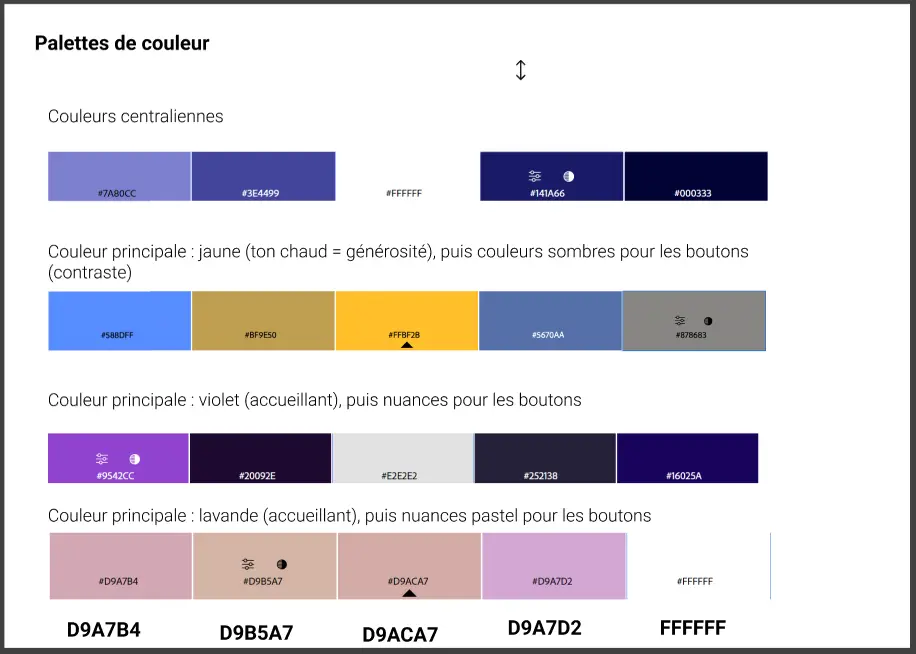 Palettes de couleur
Couleurs centraliennes
#7A80CC #3E4499 #FFFFFF #141A66 #000333
Couleur principale : jaune (ton chaud = générosité), puis couleurs sombres pour les boutons
(contraste)
#588DFF #BF9E50 #FFBF2B #5670AA #878683
Couleur principale : violet (accueillant), puis nuances pour les boutons
#9542CC #20092E #E2E2E2 #252138 #16025A
Couleur principale : lavande (accueillant), puis nuances pastel pour les boutons
#D9A7B4 #D9B5A7 #D9ACA7 #D9A7D2 #FFFFFF
D9A7B4 D9B5A7 D9ACA7 D9A7D2 FFFFFF